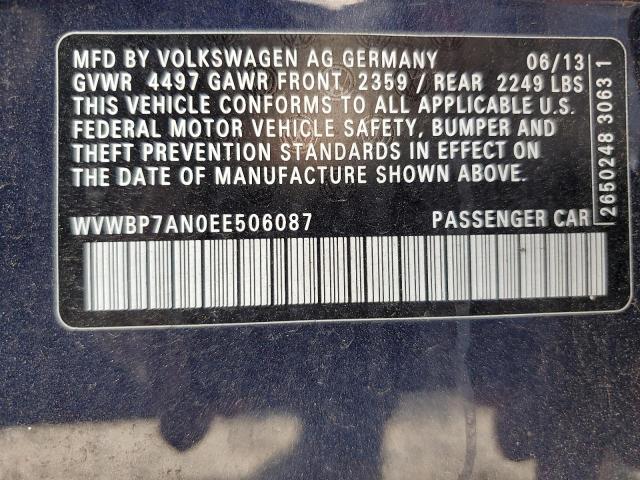 MFD BY VOLKSWAGEN AG GERMANY 06/13
GVWR 4497 GAWR FRONT 2359 / REAR 2249 LBS
THIS VEHICLE CONFORMS TO ALL APPLICABLE U.S.
FEDERAL MOTOR VEHICLE SAFETY, BUMPER AND
THEFT PREVENTION STANDARDS IN EFFECT ON
THE DATE OF MANUFACTURE SHOWN ABOVE.
WVWBP7AN0EE506087 PASSENGER CAR
2650248 3063 1